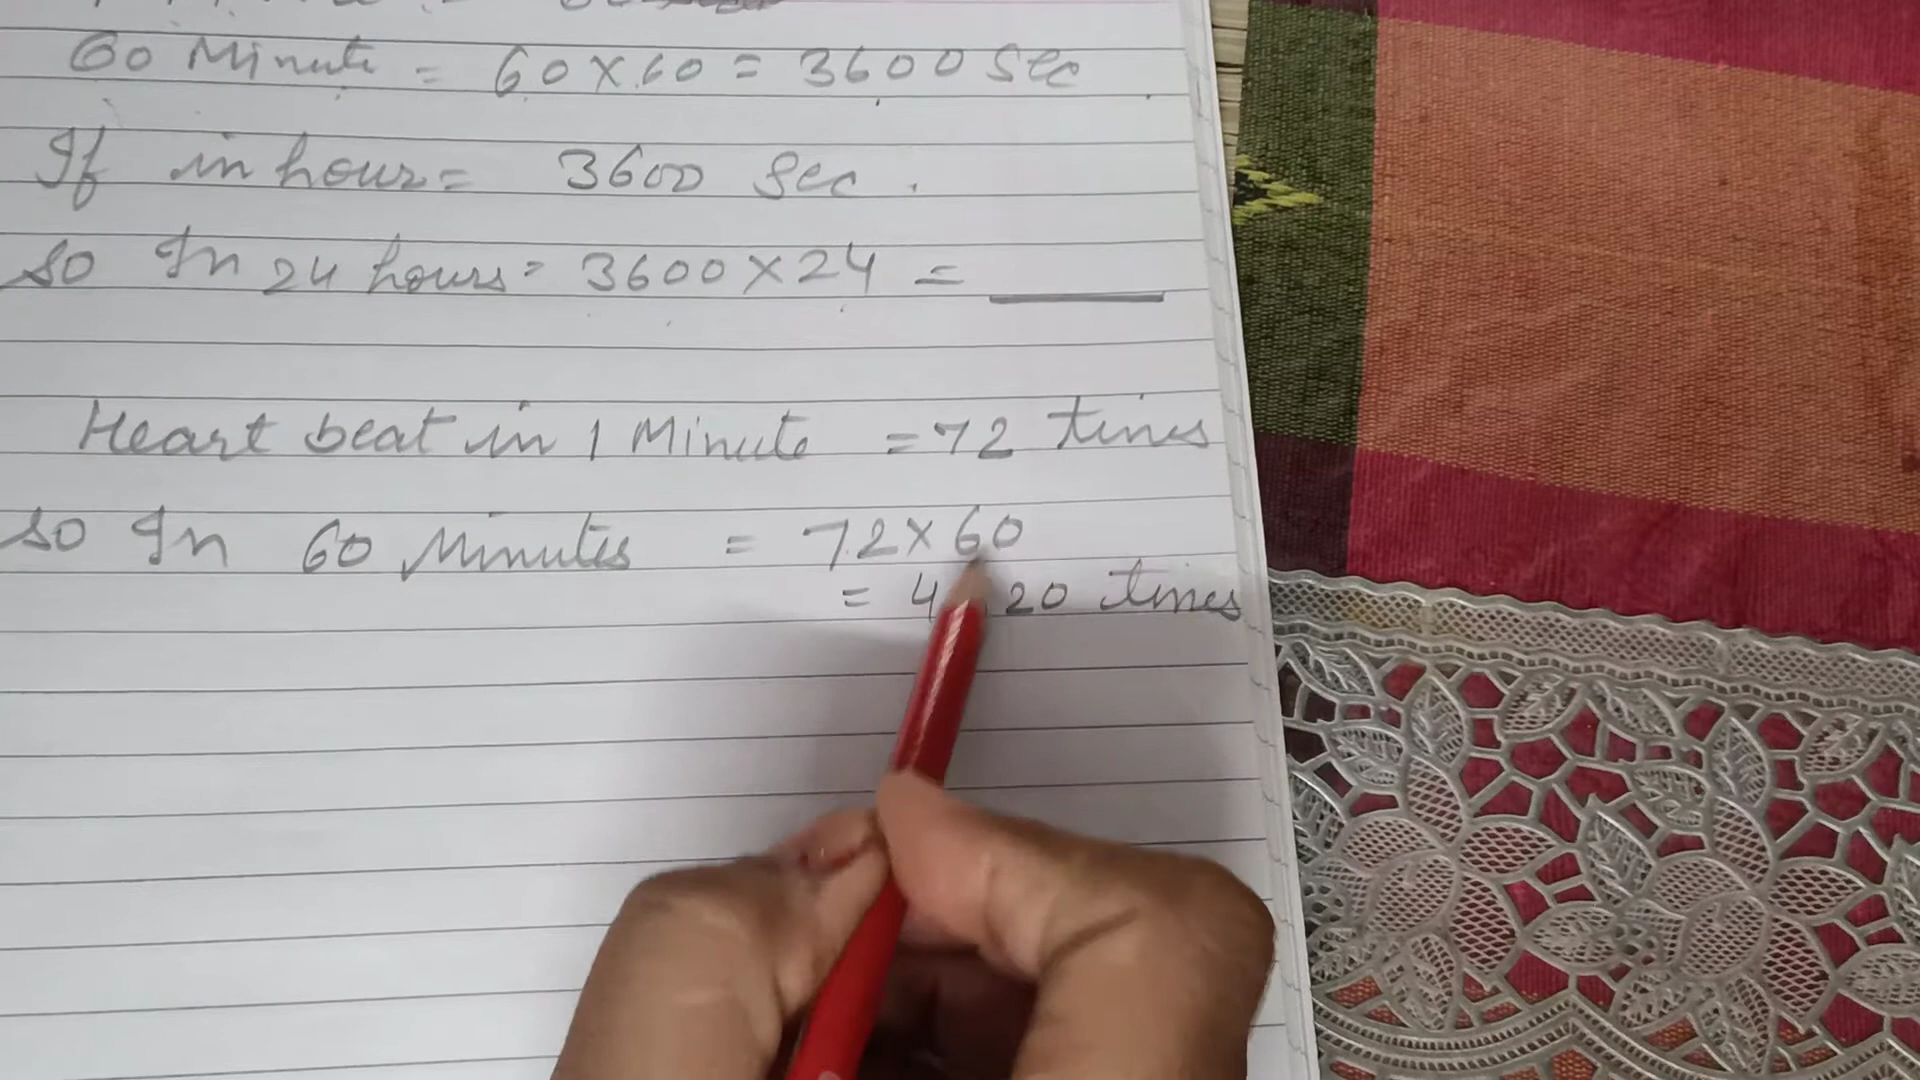 60 Minute = 60 x 60 = 3600 Sec
If in hour = 3600 Sec.
so In 24 hours = 3600 x 24 =
Heart beat in 1 Minute = 72 times
so In 60 Minutes = 72 x 60
= 4 20 times